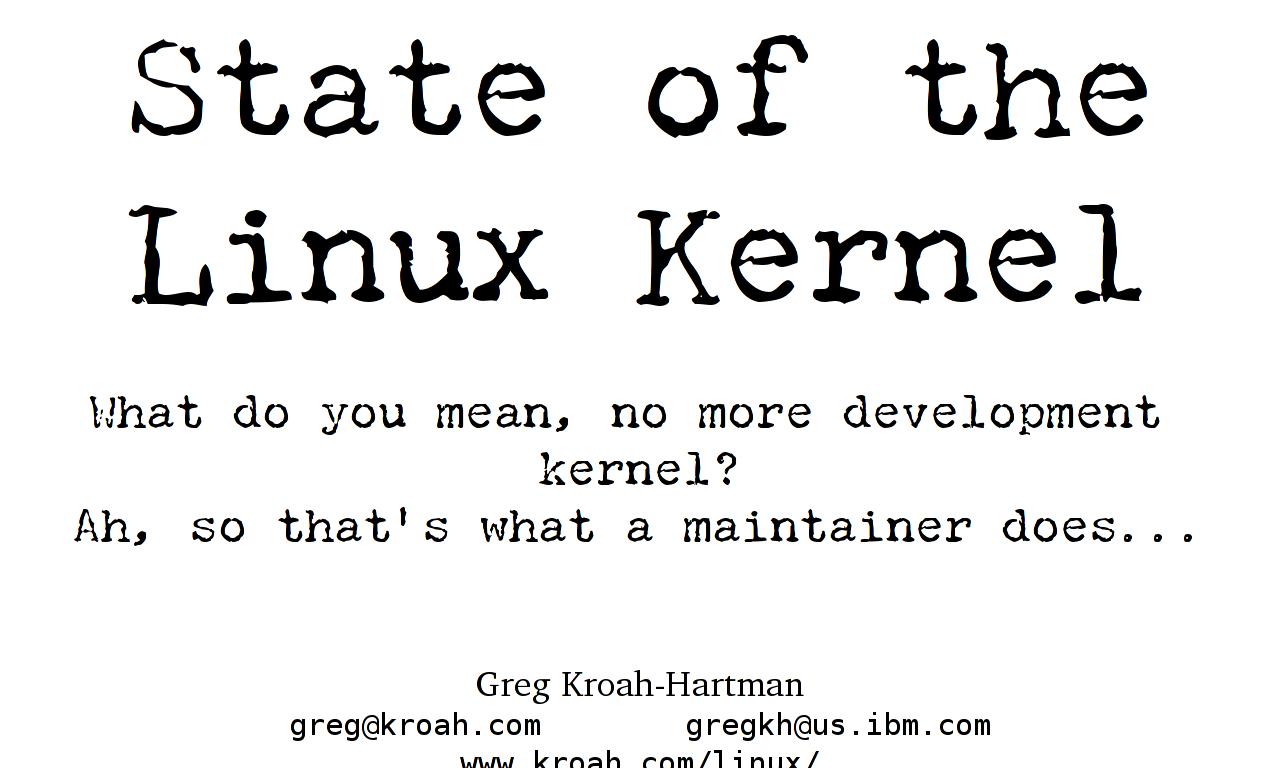 State of the
Linux Kernel
What do you mean, no more development
kernel?
Ah, so that's what a maintainer does...
Greg Kroah-Hartman
greg@kroah.com gregkh@us.ibm.com
www.kroah.com/linux/